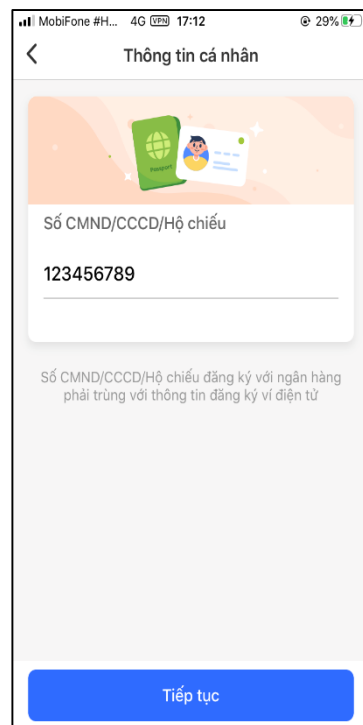 MobiFone #H... 4G VPN 17:12 29%
Thông tin cá nhân
Passport
Số CMND/CCCD/Hộ chiếu
123456789
Số CMND/CCCD/Hộ chiếu đăng ký với ngân hàng
phải trùng với thông tin đăng ký ví điện tử
Tiếp tục